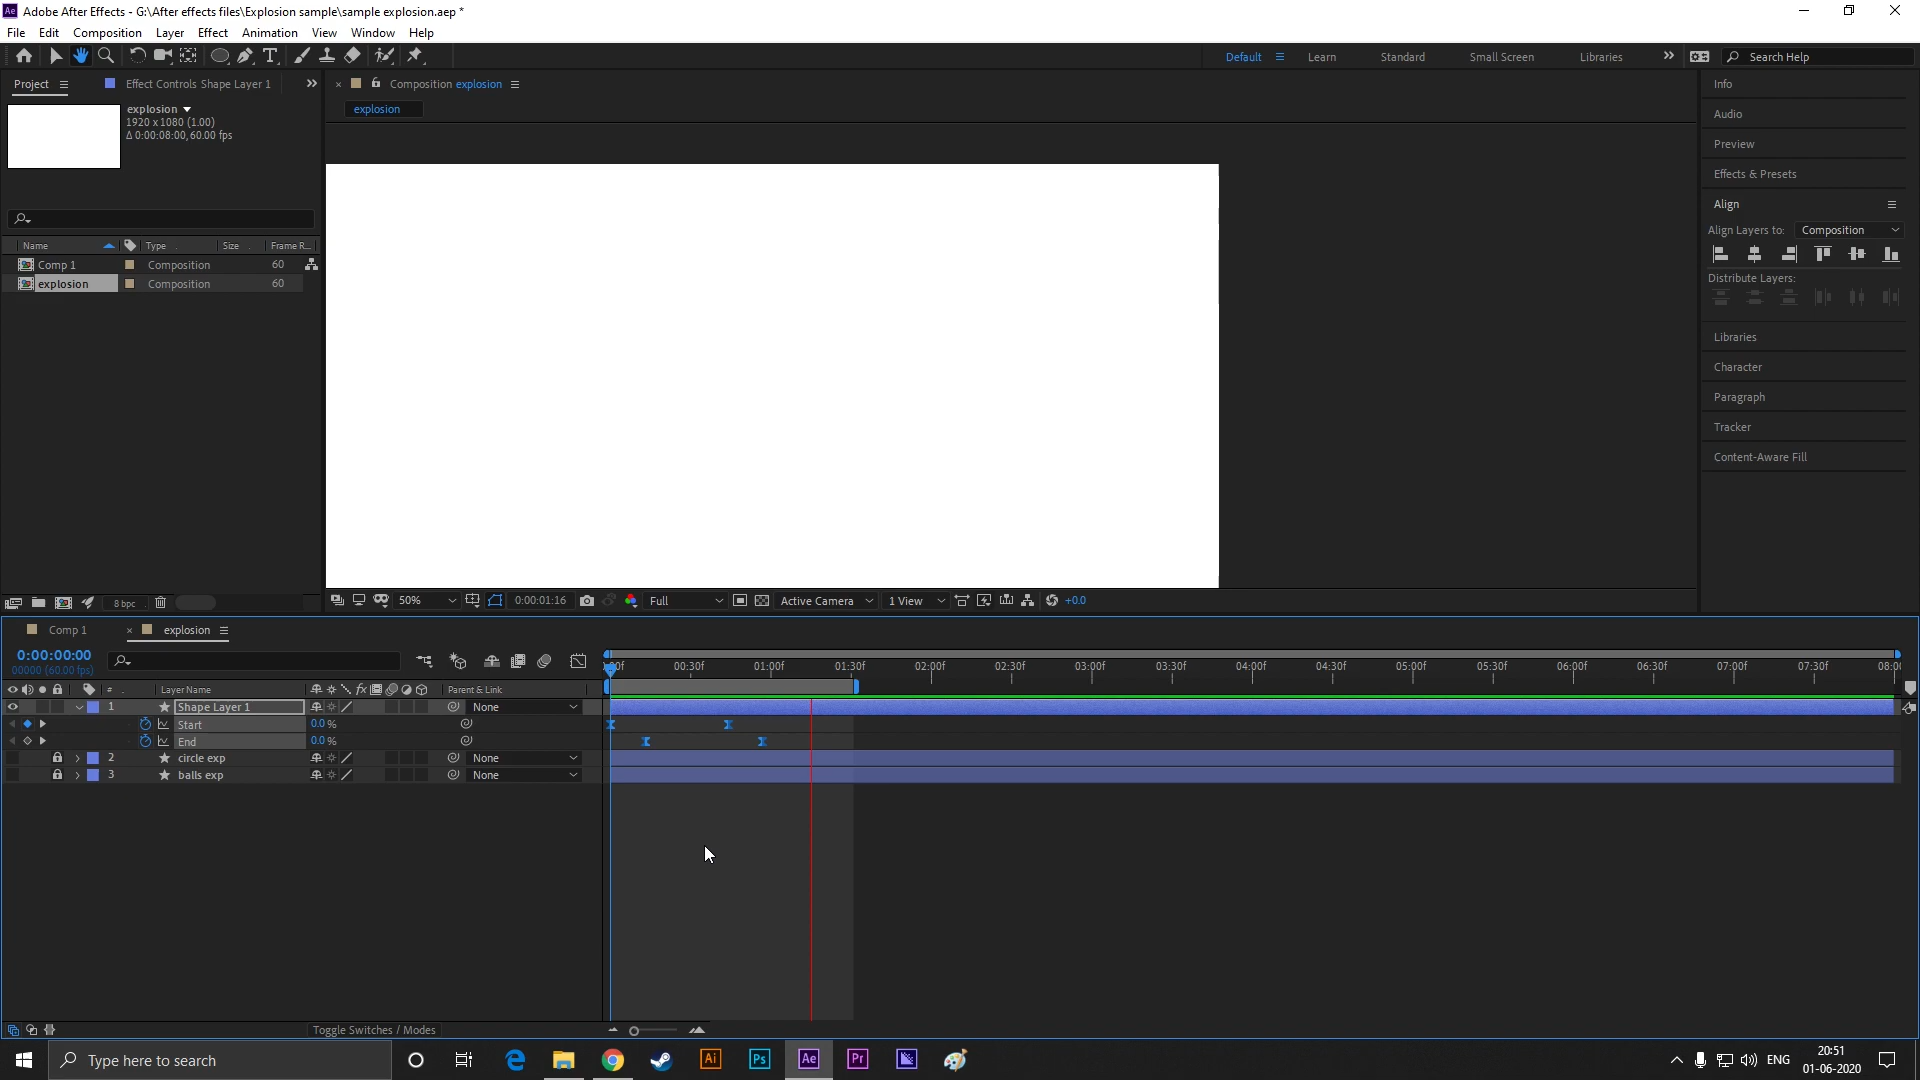 Ae Adobe After Effects - G:\After effects files\Explosion sample\sample explosion.aep *
File Edit Composition Layer Effect Animation View Window Help
Default Learn Standard Small Screen Libraries Search Help
Project Effect Controls Shape Layer 1
Composition explosion
explosion
explosion
1920 x 1080 (1.00)
Δ 0:00:08:00, 60.00 fps
Name Type Size Frame R...
Comp 1 Composition 60
explosion Composition 60
8 bpc
50% 0:00:01:16 Full Active Camera 1 View +0.0
Info
Audio
Preview
Effects & Presets
Align
Align Layers to: Composition
Distribute Layers:
Libraries
Character
Paragraph
Tracker
Content-Aware Fill
Comp 1 explosion
0:00:00:00
00000 (60.00 fps)
00:30f 01:00f 01:30f 02:00f 02:30f 03:00f 03:30f 04:00f 04:30f 05:00f 05:30f 06:00f 06:30f 07:00f 07:30f
# Layer Name fx Parent & Link
1 Shape Layer 1 None
Start 0.0 %
End 0.0 %
2 circle exp None
3 balls exp None
Toggle Switches / Modes
Type here to search
Ai Ps Ae Pr
ENG
20:51
01-06-2020